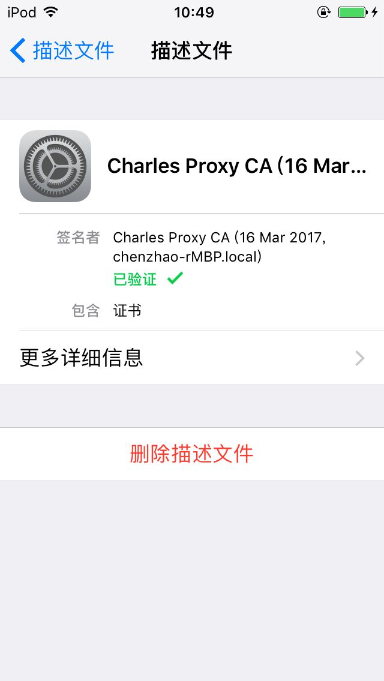 iPod 10:49
描述文件 描述文件
Charles Proxy CA (16 Mar...
签名者 Charles Proxy CA (16 Mar 2017,
chenzhao-rMBP.local)
已验证
包含 证书
更多详细信息
删除描述文件